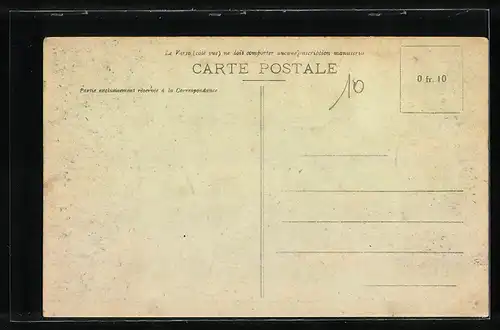 Le Verso (côté vue) ne doit comporter aucune inscription manuscrite
CARTE POSTALE
0 fr. 10
10
Partie exclusivement réservée à la Correspondance